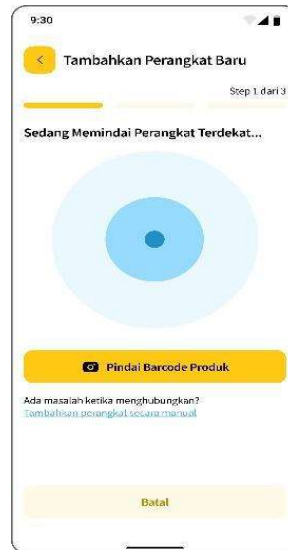 9:30
Tambahkan Perangkat Baru
Step 1 dari 3
Sedang Memindai Perangkat Terdekat...
Pindai Barcode Produk
Ada masalah ketika menghubungkan?
Tambahkan perangkat secara manual
Batal